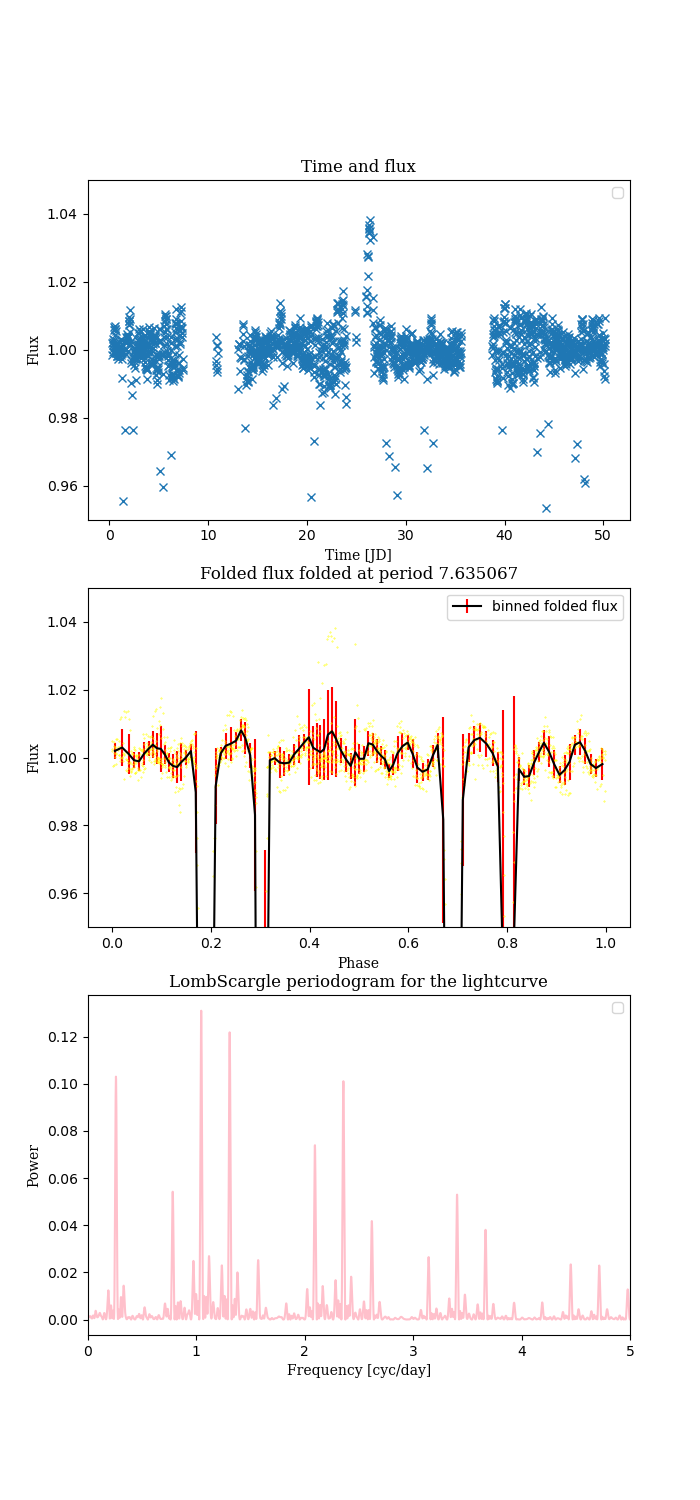 Time and flux
1.04
1.02
1.00
0.98
0.96
Flux
0 10 20 30 40 50
Time [JD]
Folded flux folded at period 7.635067
binned folded flux
1.04
1.02
1.00
0.98
0.96
Flux
0.0 0.2 0.4 0.6 0.8 1.0
Phase
LombScargle periodogram for the lightcurve
0.12
0.10
0.08
0.06
0.04
0.02
0.00
Power
0 1 2 3 4 5
Frequency [cyc/day]